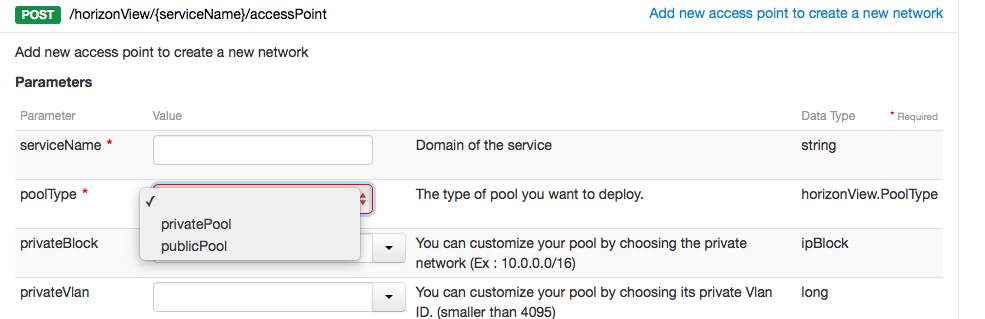 POST /horizonView/{serviceName}/accessPoint Add new access point to create a new network
Add new access point to create a new network
Parameters
Parameter Value Data Type * Required
serviceName * Domain of the service string
poolType * The type of pool you want to deploy. horizonView.PoolType
✓
privatePool
publicPool
privateBlock You can customize your pool by choosing the private ipBlock
network (Ex : 10.0.0.0/16)
privateVlan You can customize your pool by choosing its private Vlan long
ID. (smaller than 4095)